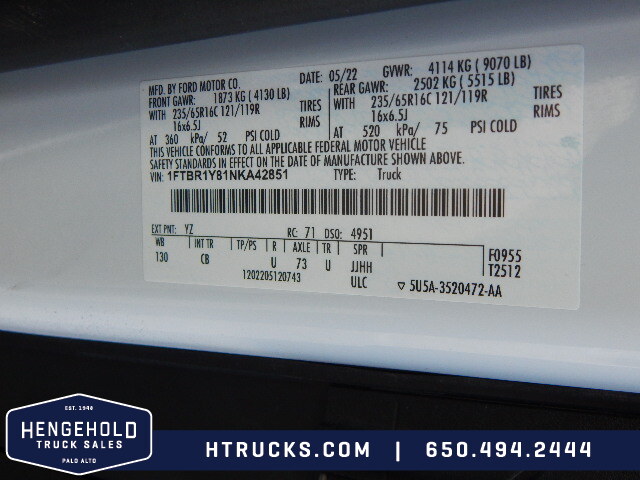 MFD. BY FORD MOTOR CO. DATE: 05/22 GVWR: 4114 KG ( 9070 LB)
FRONT GAWR: 1873 KG ( 4130 LB) REAR GAWR: 2502 KG ( 5515 LB)
WITH 235/65R16C 121/119R TIRES WITH 235/65R16C 121/119R TIRES
16x6.5J RIMS 16x6.5J RIMS
AT 360 kPa/ 52 PSI COLD AT 520 kPa/ 75 PSI COLD
THIS VEHICLE CONFORMS TO ALL APPLICABLE FEDERAL MOTOR VEHICLE
SAFETY STANDARDS IN EFFECT ON THE DATE OF MANUFACTURE SHOWN ABOVE.
VIN: 1FTBR1Y81NKA42851 TYPE: Truck
EXT PNT: YZ RC: 71 DSO: 4951
WB INT TR TP/PS R AXLE TR SPR F0955
130 CB U 73 U JJHH T2512
1202205120743 ULC 5U5A-3520472-AA
EST. 1948
HENGEHOLD
TRUCK SALES
PALO ALTO
HTRUCKS.COM | 650.494.2444